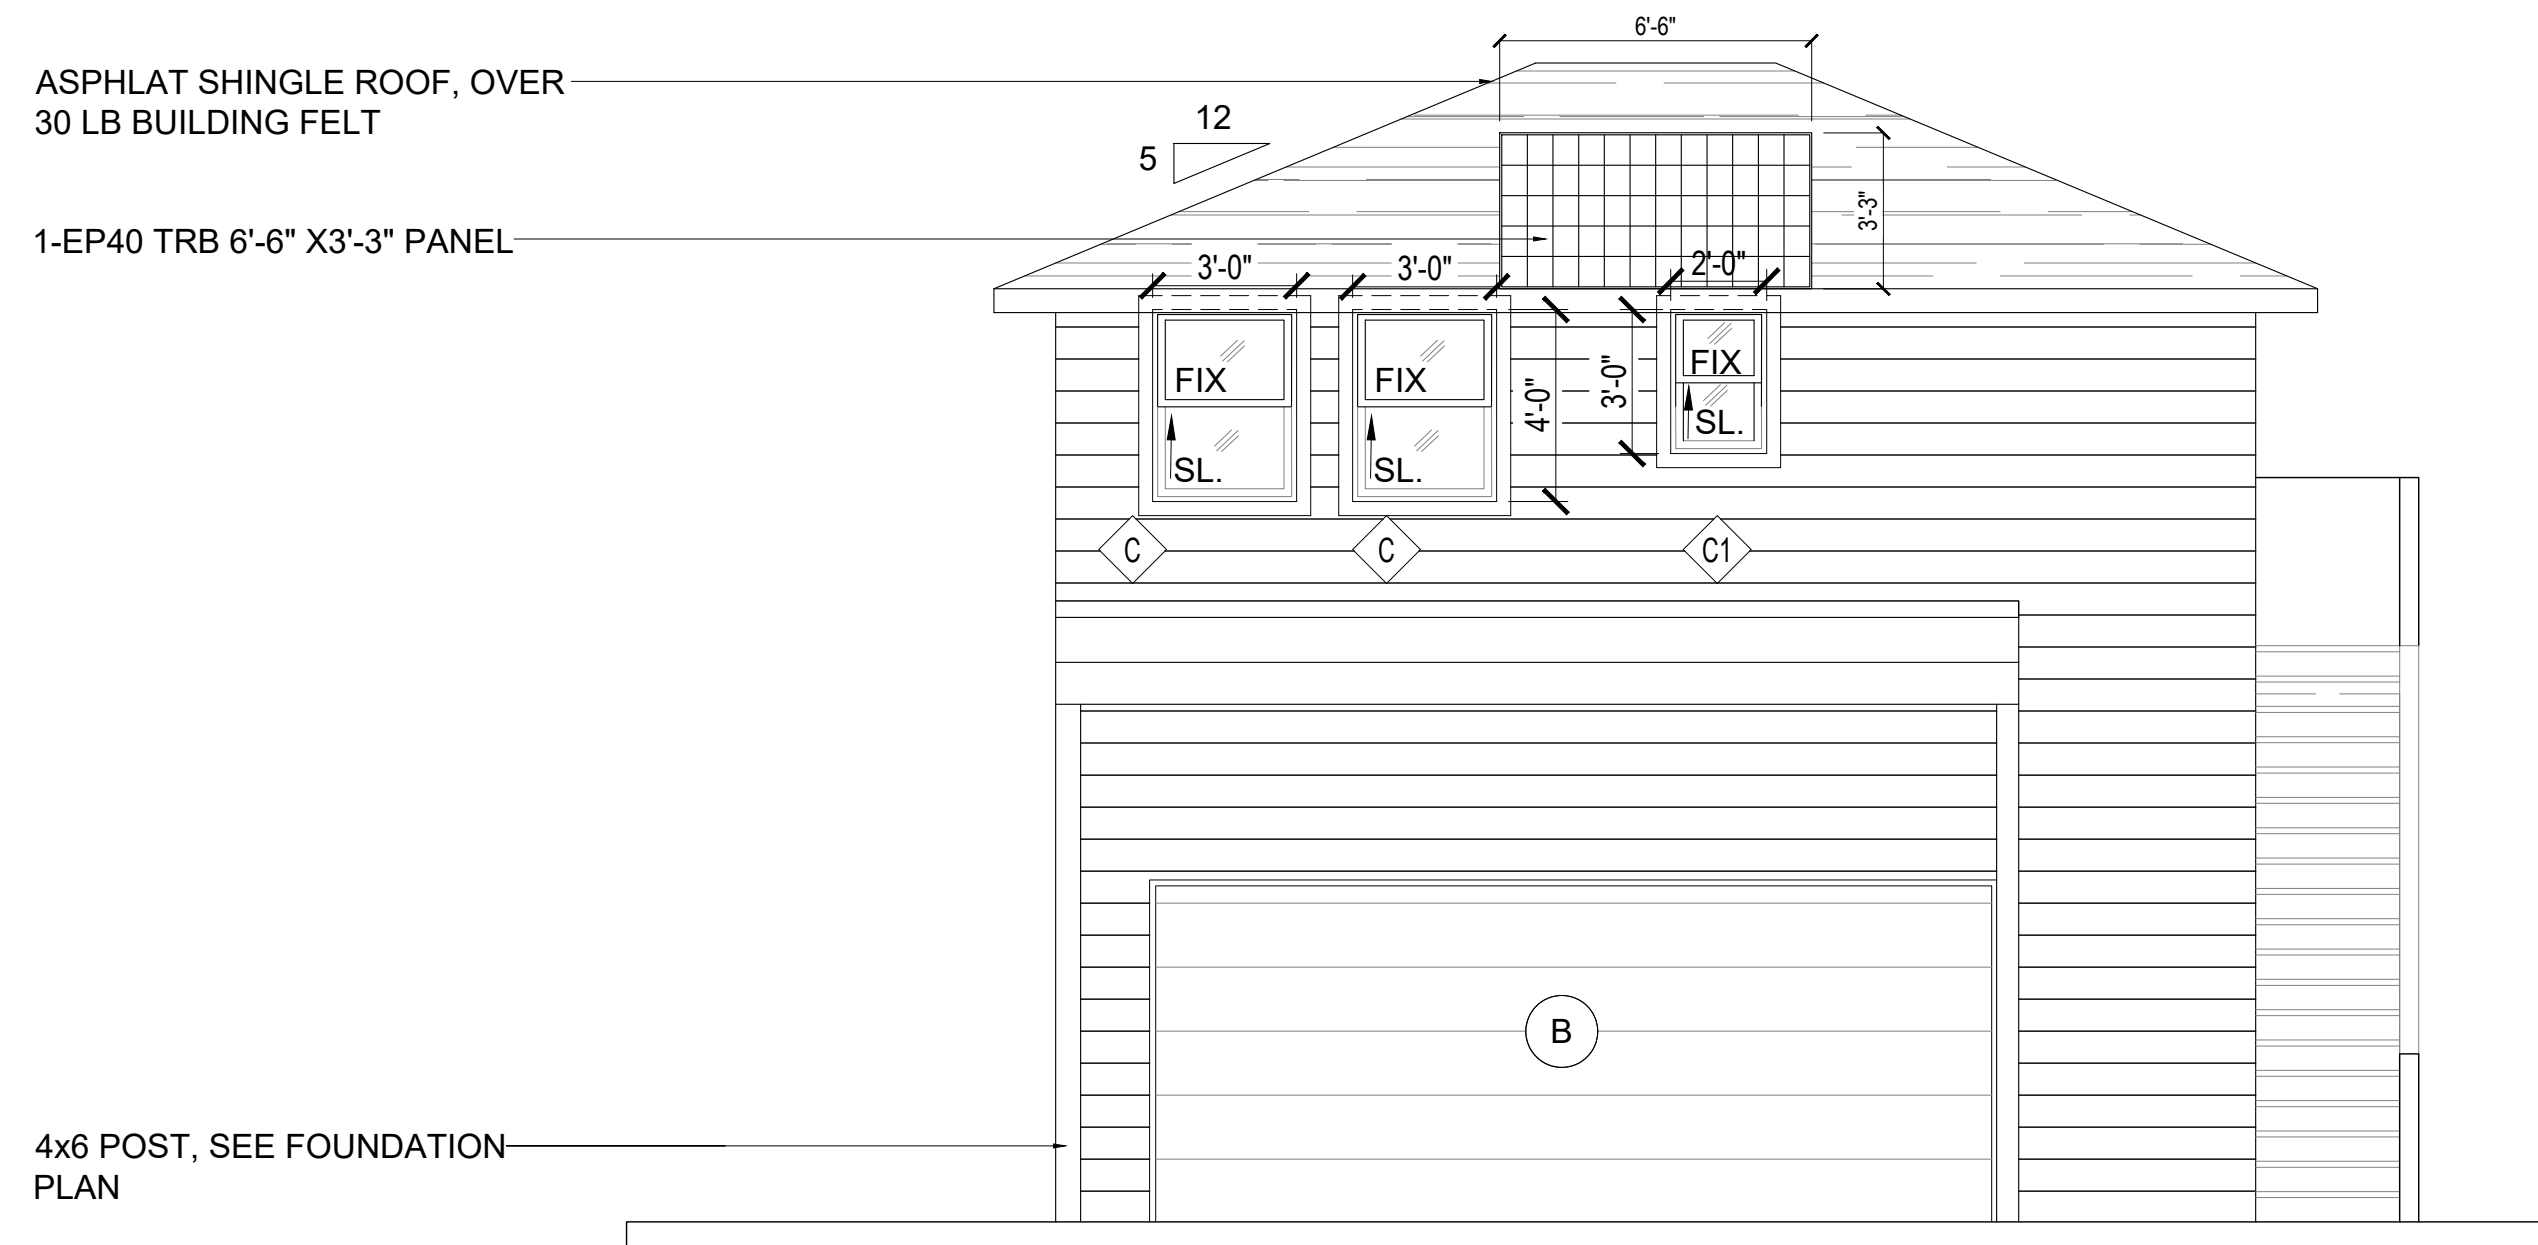 6'-6"
ASPHLAT SHINGLE ROOF, OVER
30 LB BUILDING FELT
12
5
3'-3"
1-EP40 TRB 6'-6" X3'-3" PANEL
3'-0"
3'-0"
2'-0"
FIX
FIX
FIX
4'-0"
3'-0"
SL.
SL.
SL.
C
C
C1
B
4x6 POST, SEE FOUNDATION
PLAN